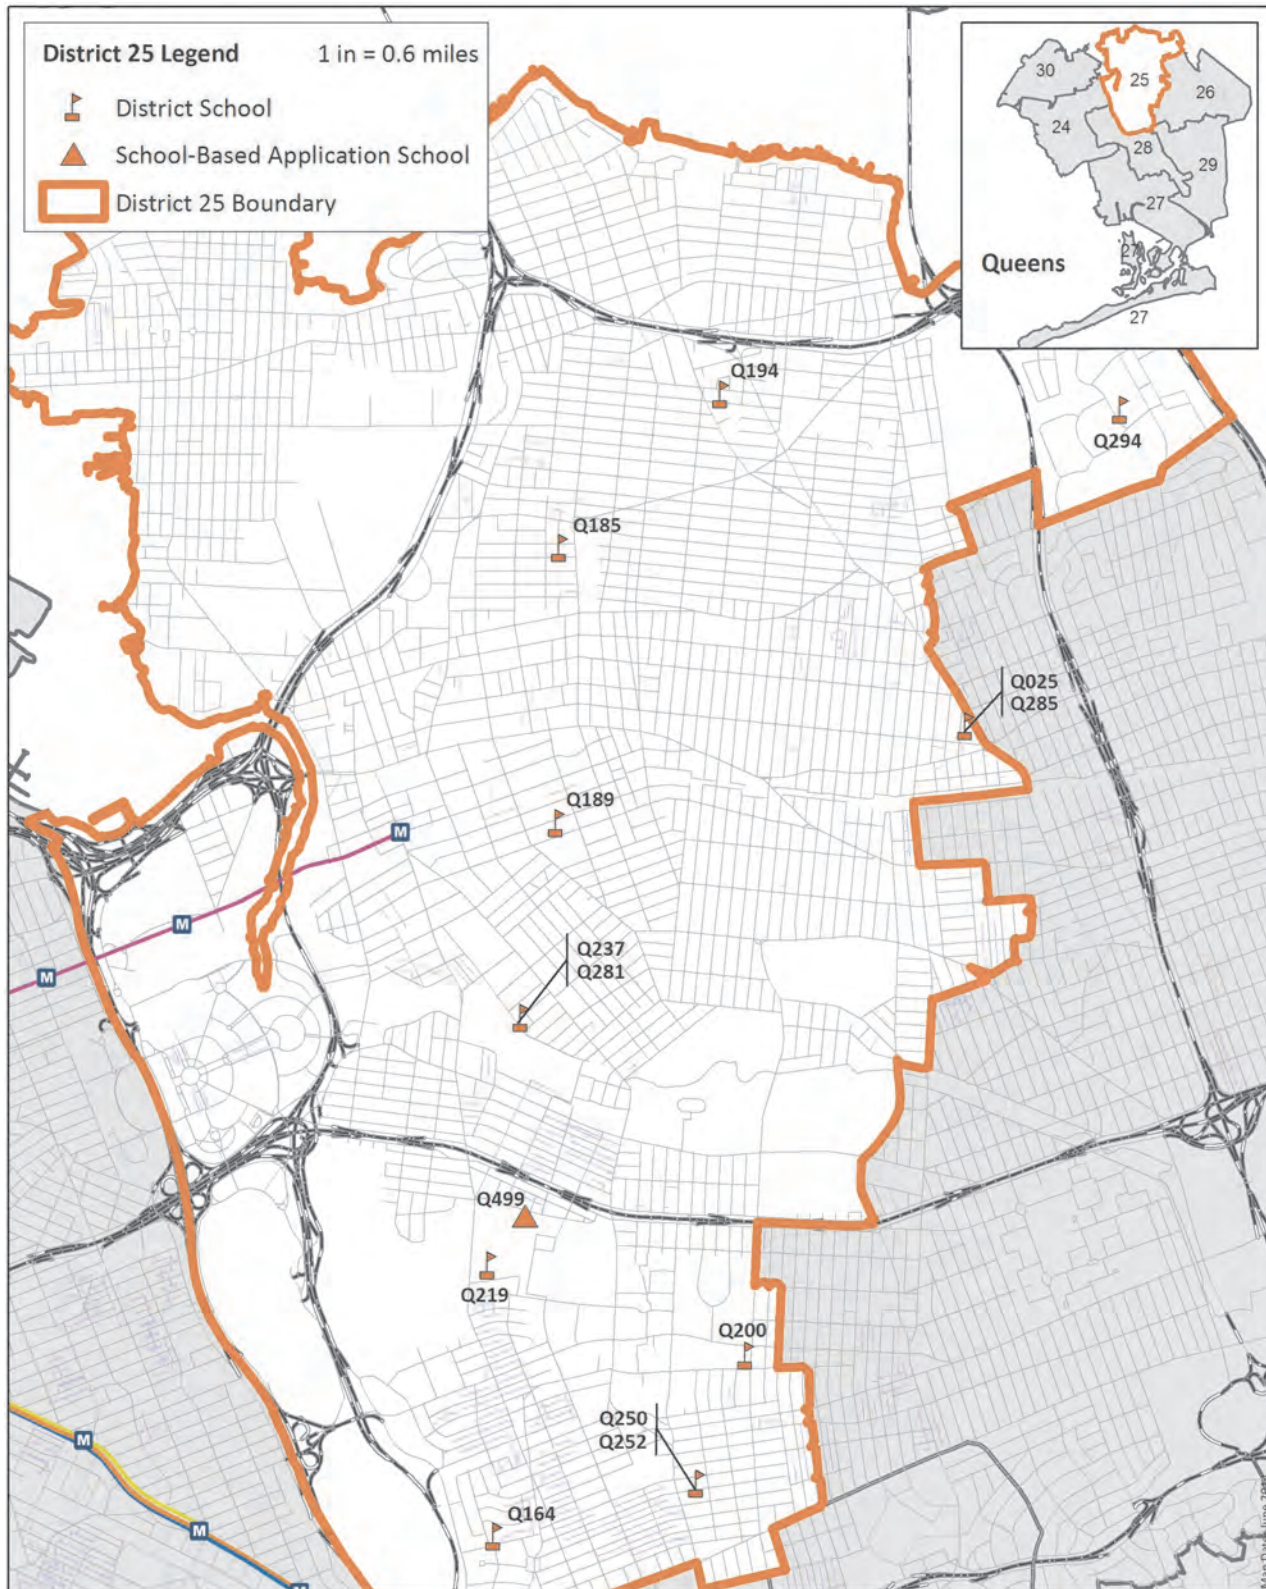 District 25 Legend 1 in = 0.6 miles
District School
School-Based Application School
District 25 Boundary
30
25
26
24
28
29
27
27
Queens
27
Q194
Q294
Q185
Q025
Q285
Q189
M
M
M
Q237
Q281
Q499
Q219
Q200
Q250
Q252
M
M
Q164
M